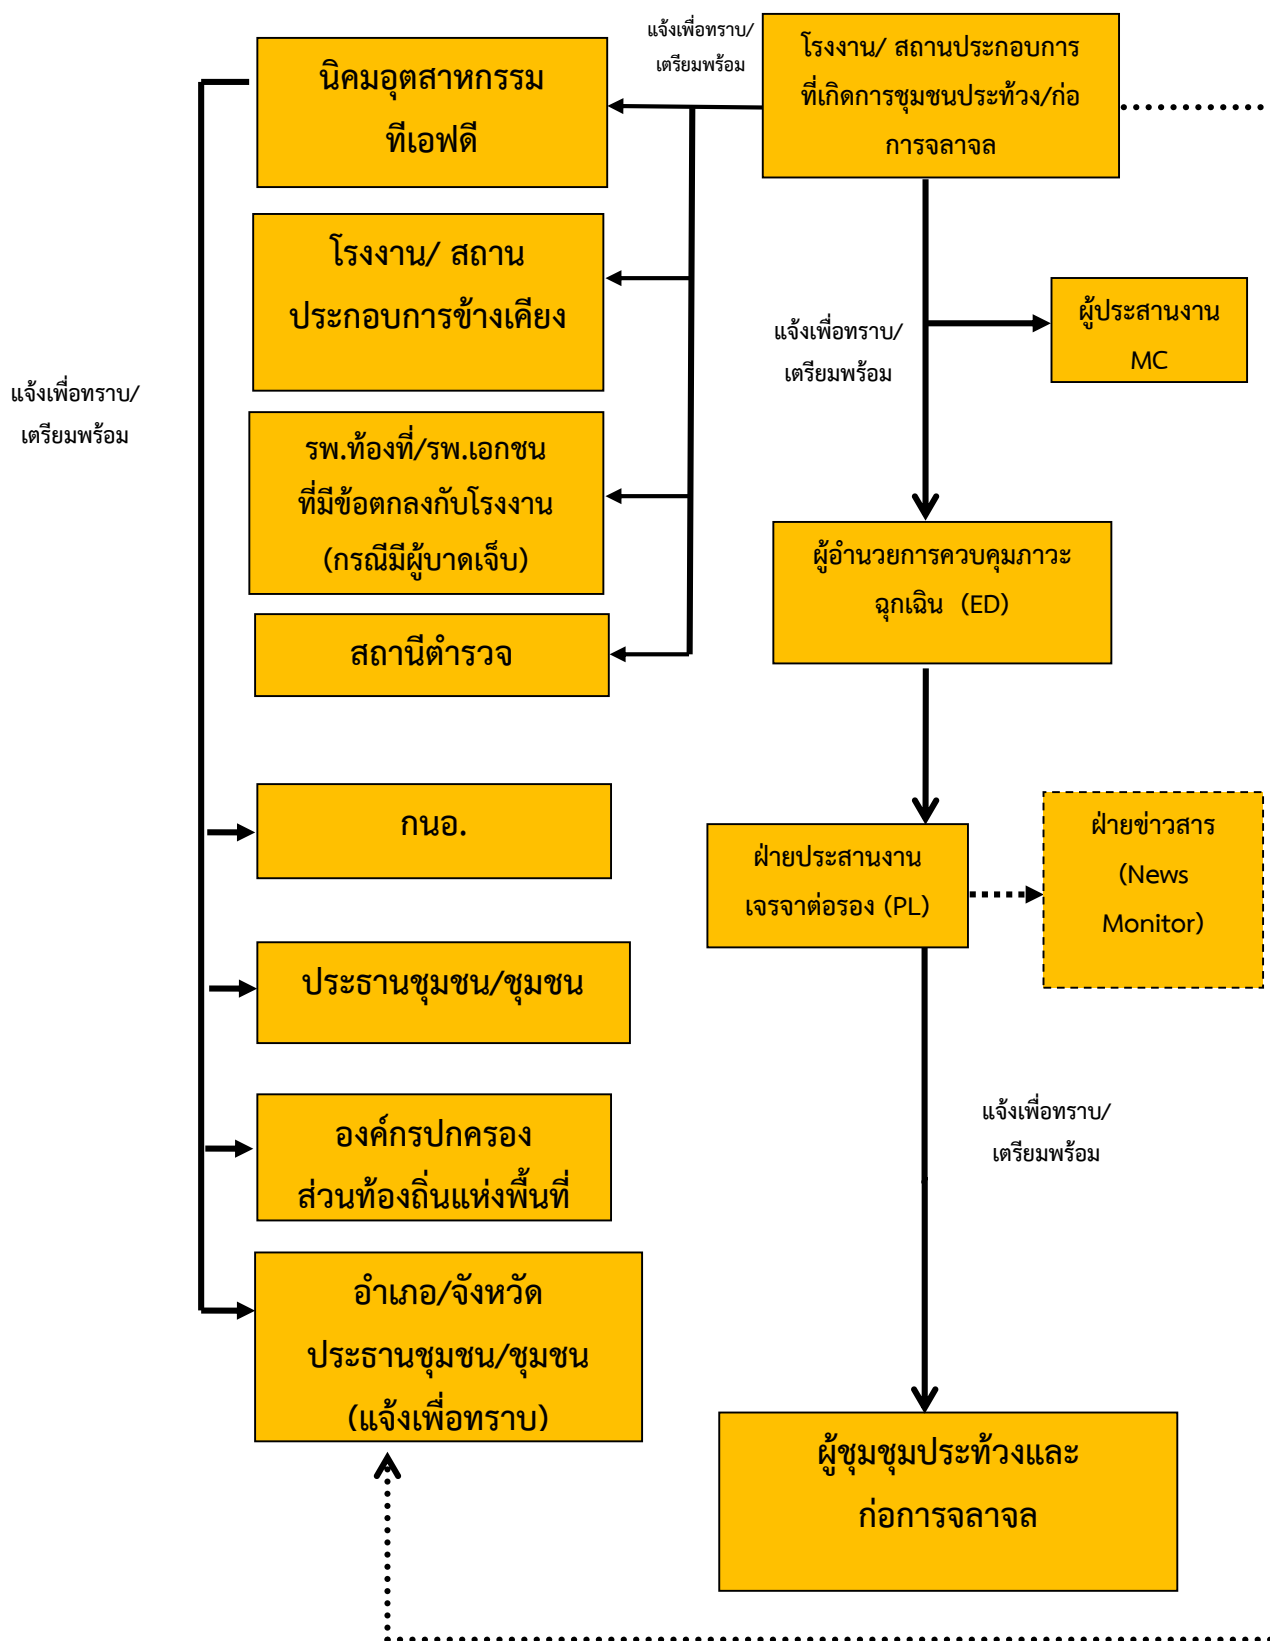 แจ้งเพื่อทราบ/
เตรียมพร้อม
โรงงาน/ สถานประกอบการ
ที่เกิดการชุมชนประท้วง/ก่อ
การจลาจล
นิคมอุตสาหกรรม
ทีเอฟดี
โรงงาน/ สถาน
ประกอบการข้างเคียง
ผู้ประสานงาน
MC
แจ้งเพื่อทราบ/
เตรียมพร้อม
แจ้งเพื่อทราบ/
เตรียมพร้อม
รพ.ท้องที่/รพ.เอกชน
ที่มีข้อตกลงกับโรงงาน
(กรณีมีผู้บาดเจ็บ)
ผู้อำนวยการควบคุมภาวะ
ฉุกเฉิน (ED)
สถานีตำรวจ
กนอ.
ฝ่ายประสานงาน
เจรจาต่อรอง (PL)
ฝ่ายข่าวสาร
(News
Monitor)
ประธานชุมชน/ชุมชน
องค์กรปกครอง
ส่วนท้องถิ่นแห่งพื้นที่
แจ้งเพื่อทราบ/
เตรียมพร้อม
อำเภอ/จังหวัด
ประธานชุมชน/ชุมชน
(แจ้งเพื่อทราบ)
ผู้ชุมชุมประท้วงและ
ก่อการจลาจล